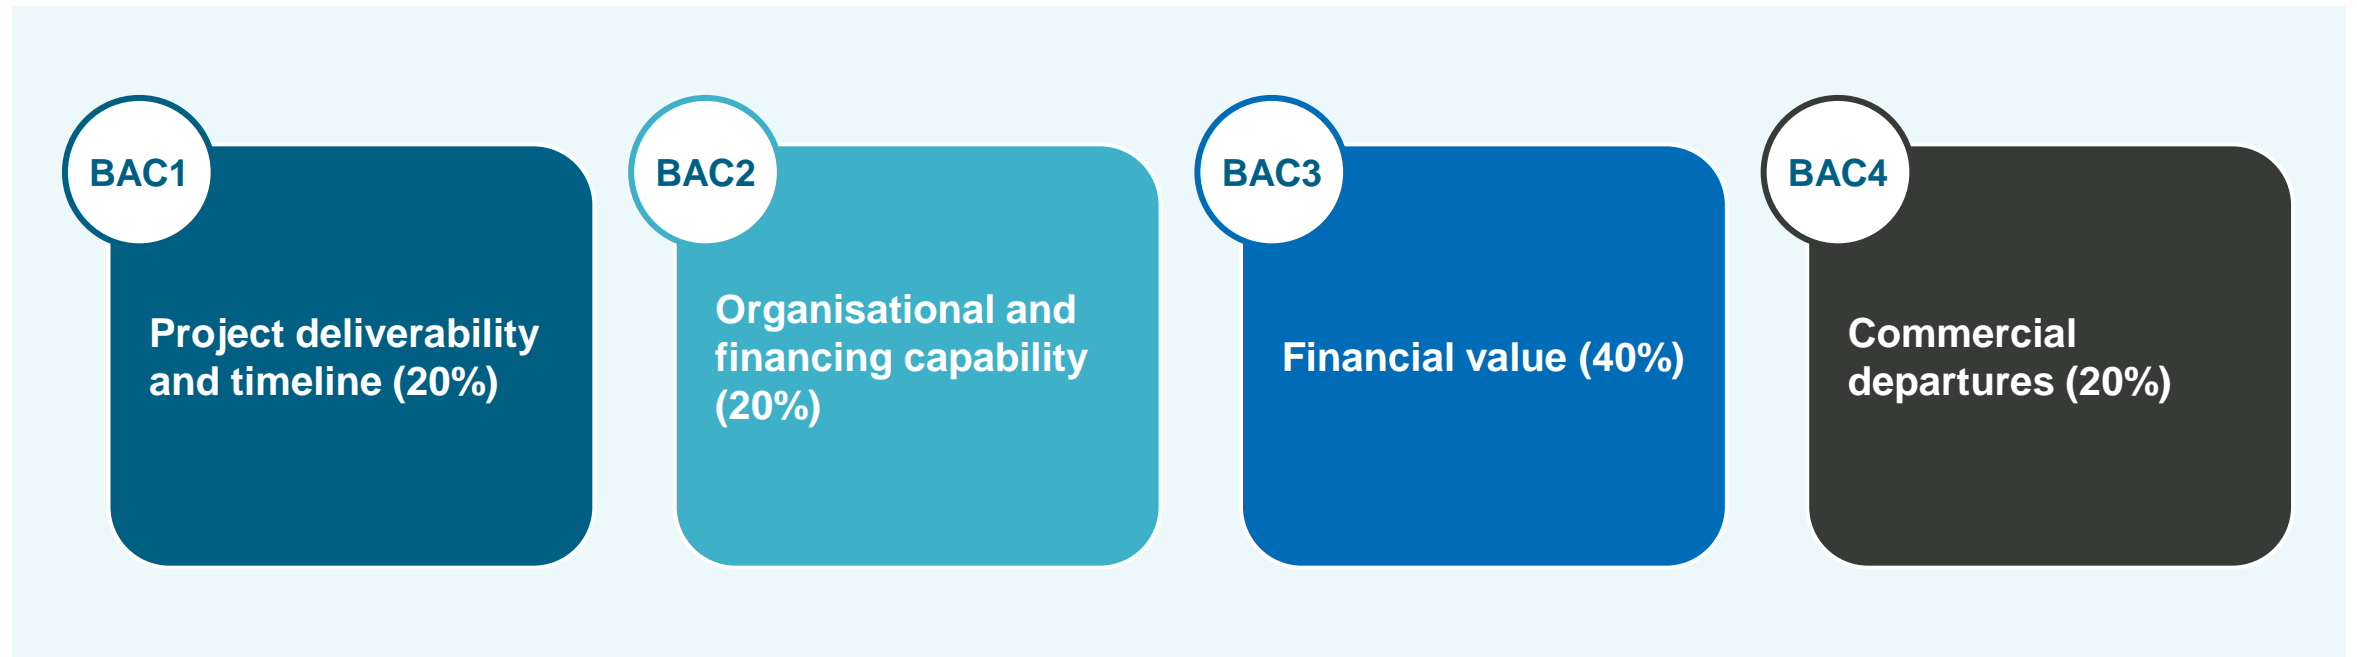 BAC1
Project deliverability
and timeline (20%)
BAC2
Organisational and
financing capability
(20%)
BAC3
Financial value (40%)
BAC4
Commercial
departures (20%)